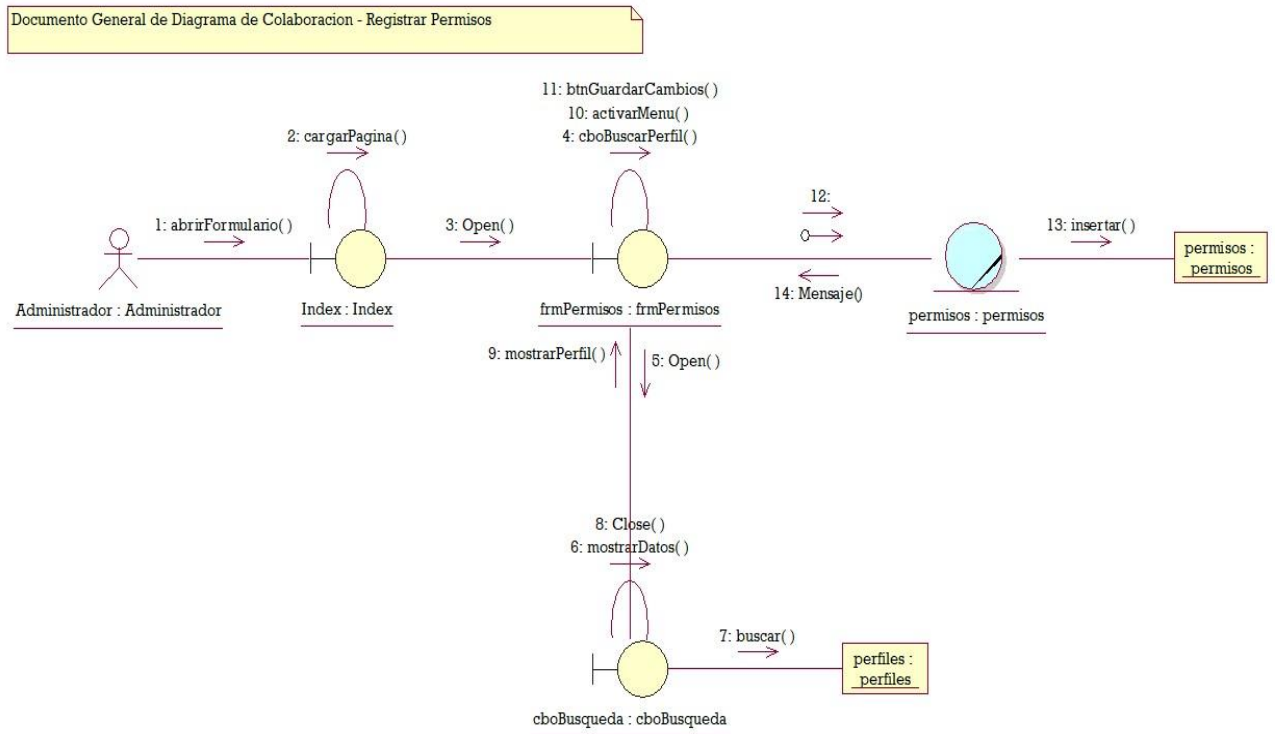 Documento General de Diagrama de Colaboracion - Registrar Permisos
11: btnGuardarCambios( )
10: activarMenu( )
4: cboBuscarPerfil( )
2: cargarPagina( )
12:
1: abrirFormulario( )
3: Open( )
13: insertar( )
permisos :
permisos
14: Mensaje()
Administrador : Administrador
Index : Index
frmPermisos : frmPermisos
permisos : permisos
9: mostrarPerfil( )
5: Open( )
8: Close( )
6: mostrarDatos( )
7: buscar( )
perfiles :
perfiles
cboBusqueda : cboBusqueda